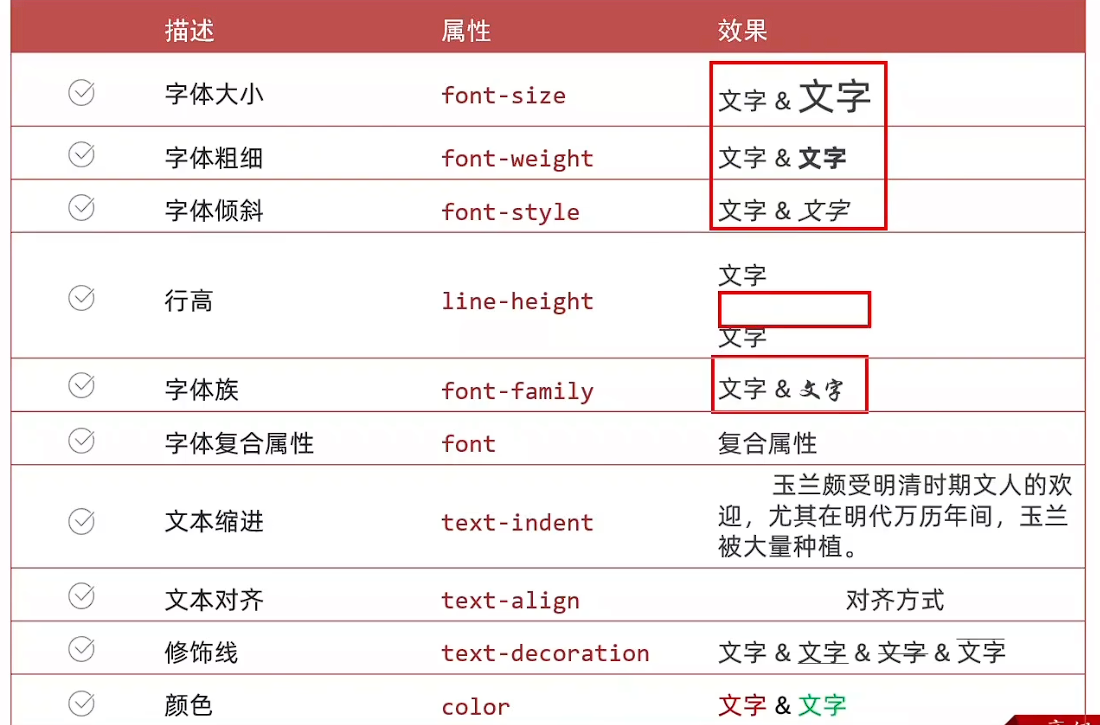 描述 属性 效果
字体大小 font-size 文字 & 文字
字体粗细 font-weight 文字 & 文字
字体倾斜 font-style 文字 & 文字
行高 line-height 文字
文字
字体族 font-family 文字 & 文字
字体复合属性 font 复合属性
文本缩进 text-indent 玉兰颇受明清时期文人的欢
迎，尤其在明代万历年间，玉兰
被大量种植。
文本对齐 text-align 对齐方式
修饰线 text-decoration 文字 & 文字 & 文字 & 文字
颜色 color 文字 & 文字